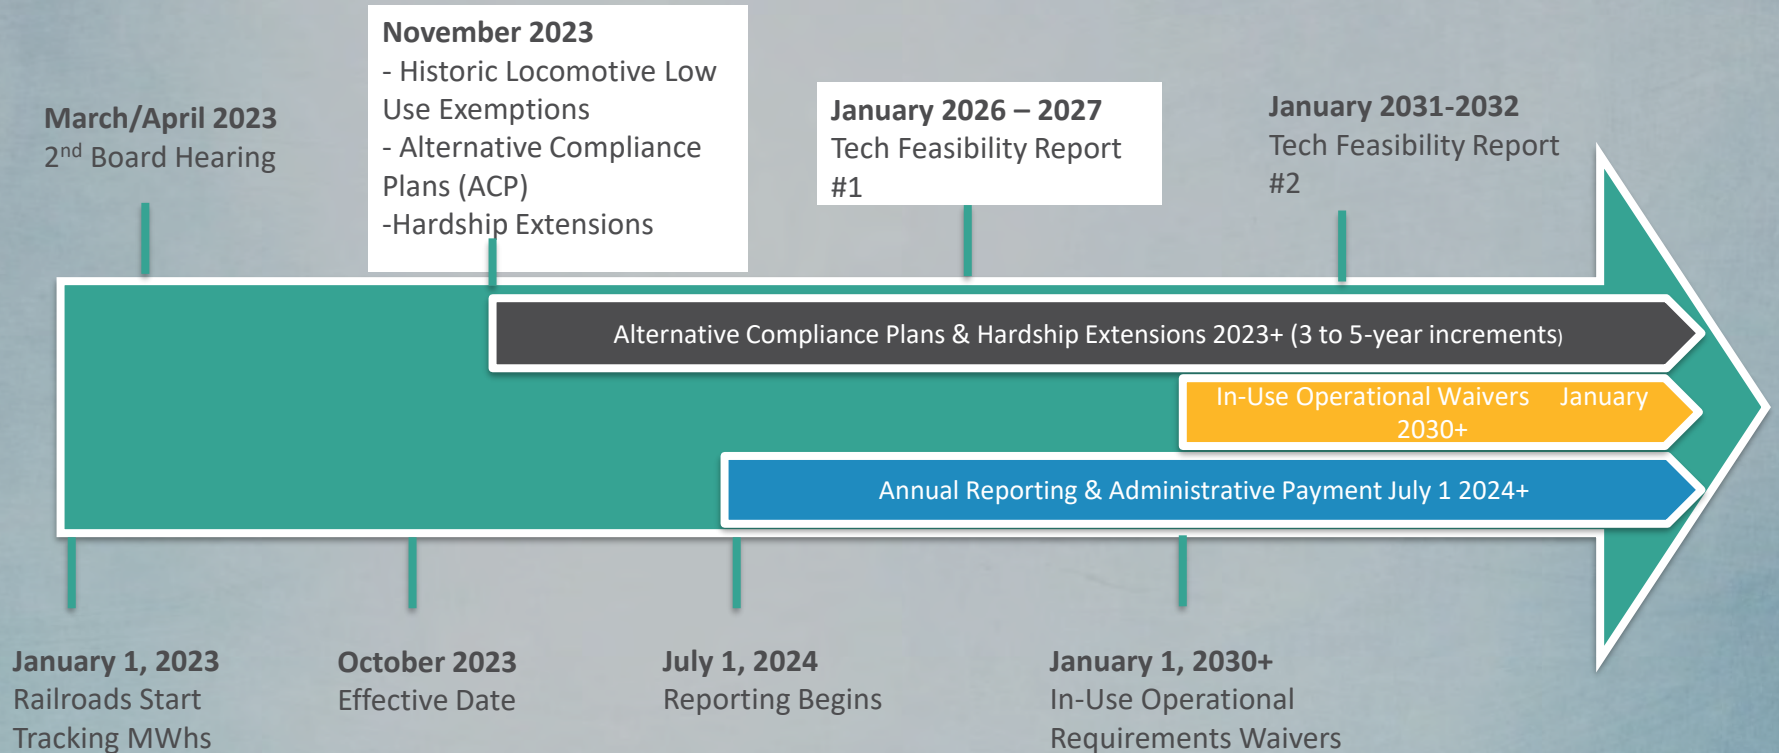 March/April 2023
2nd Board Hearing
November 2023
- Historic Locomotive Low
Use Exemptions
- Alternative Compliance
Plans (ACP)
-Hardship Extensions
January 2026 – 2027
Tech Feasibility Report
#1
January 2031-2032
Tech Feasibility Report
#2
Alternative Compliance Plans & Hardship Extensions 2023+ (3 to 5-year increments)
In-Use Operational Waivers January
2030+
Annual Reporting & Administrative Payment July 1 2024+
January 1, 2023
Railroads Start
Tracking MWhs
October 2023
Effective Date
July 1, 2024
Reporting Begins
January 1, 2030+
In-Use Operational
Requirements Waivers